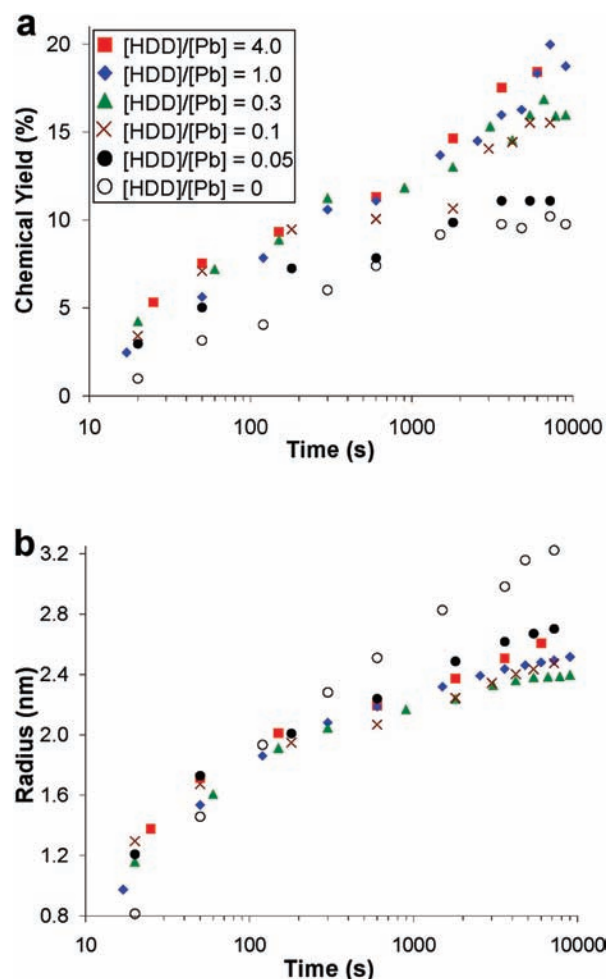 a
20
15
10
5
0
Chemical Yield (%)
[HDD]/[Pb] = 4.0
[HDD]/[Pb] = 1.0
[HDD]/[Pb] = 0.3
[HDD]/[Pb] = 0.1
[HDD]/[Pb] = 0.05
[HDD]/[Pb] = 0
10 100 1000 10000
Time (s)
b
3.2
2.8
2.4
2.0
1.6
1.2
0.8
Radius (nm)
10 100 1000 10000
Time (s)